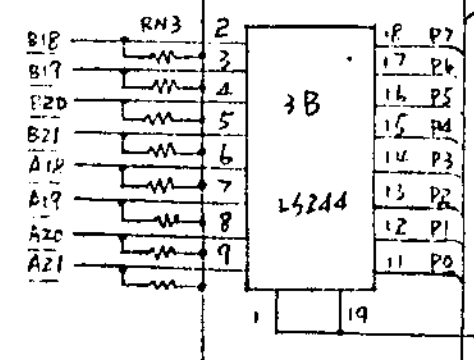 RN3
B18 2 18 P7
B19 3 17 P6
B20 4 16 P5
B21 5 15 P4
A18 6 14 P3
A19 7 13 P2
A20 8 12 P1
A21 9 11 P0
3B
LS244
1 19